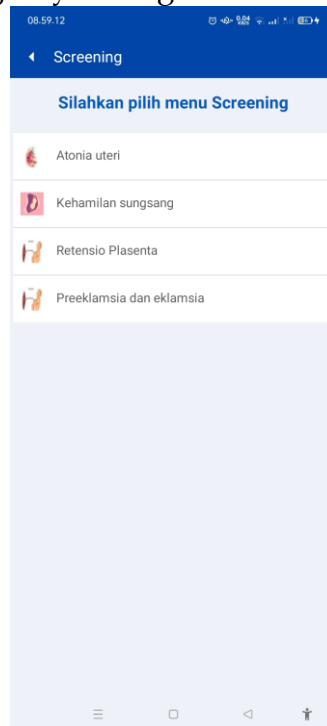 08.59.12
Screening
Silahkan pilih menu Screening
Atonia uteri
Kehamilan sungsang
Retensio Plasenta
Preeklamsia dan eklamsia